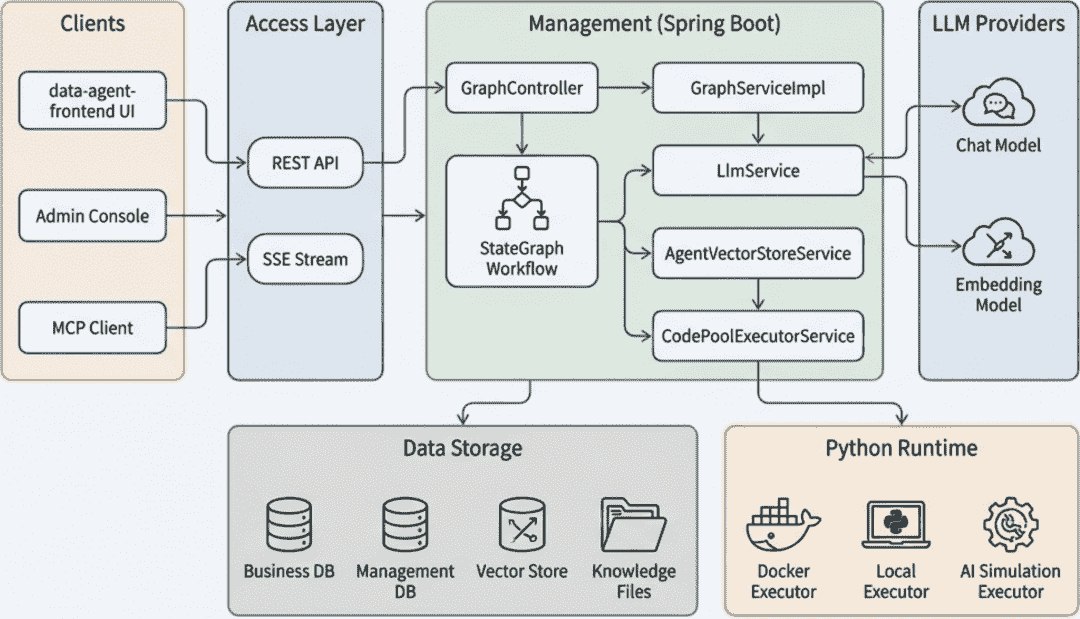 Clients
data-agent-
frontend UI
Admin Console
MCP Client
Access Layer
REST API
SSE Stream
Management (Spring Boot)
GraphController
GraphServiceImpl
StateGraph
Workflow
LlmService
AgentVectorStoreService
CodePoolExecutorService
LLM Providers
Chat Model
Embedding
Model
Data Storage
Business DB
Management
DB
Vector Store
Knowledge
Files
Python Runtime
Docker
Executor
Local
Executor
AI Simulation
Executor